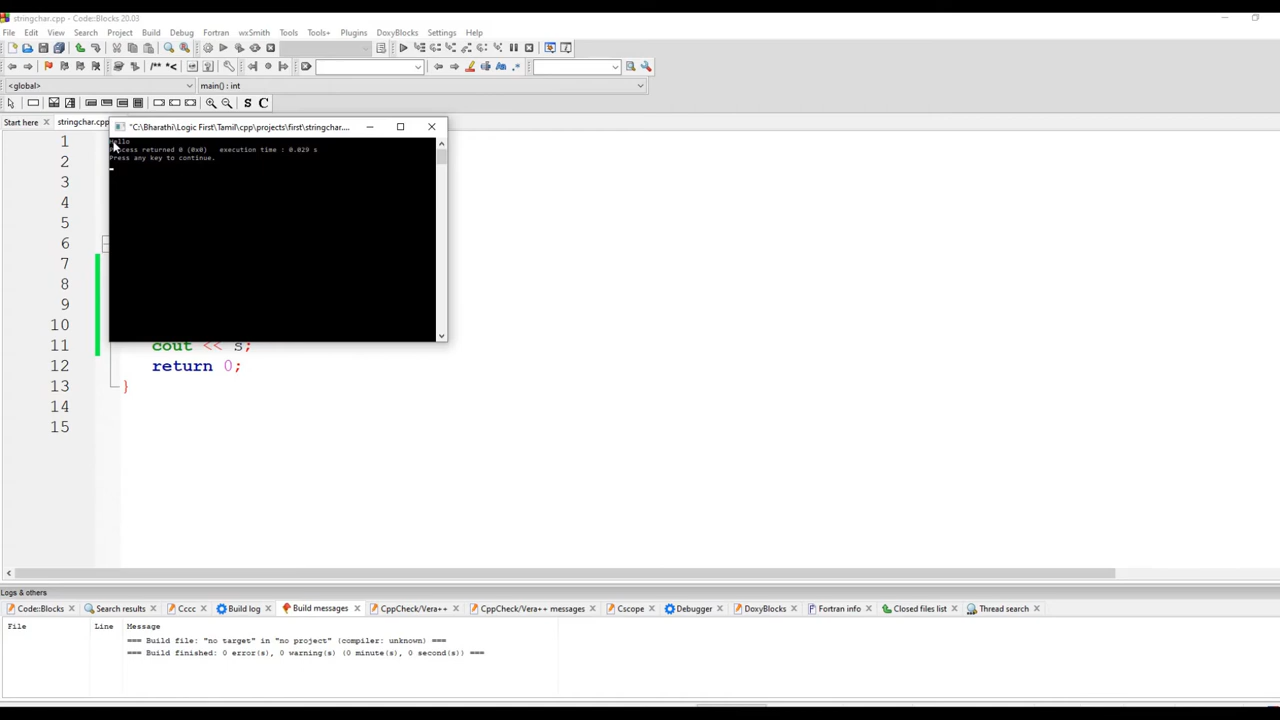 stringchar.cpp - Code::Blocks 20.03
File Edit View Search Project Build Debug Fortran wxSmith Tools Tools+ Plugins DoxyBlocks Settings Help
/** *<
<global> main() : int
S C
Start here stringchar.cpp
"C:\Bharathi\Logic First\Tamil\cpp\projects\first\stringchar....
Hello
Process returned 0 (0x0) execution time : 0.029 s
Press any key to continue.
1
2
3
4
5
6
7
8
9
10
11 cout << s;
12 return 0;
13 }
14
15
Logs & others
Code::Blocks Search results Cccc Build log Build messages CppCheck/Vera++ CppCheck/Vera++ messages Cscope Debugger DoxyBlocks Fortran info Closed files list Thread search
File Line Message
=== Build file: "no target" in "no project" (compiler: unknown) ===
=== Build finished: 0 error(s), 0 warning(s) (0 minute(s), 0 second(s)) ===